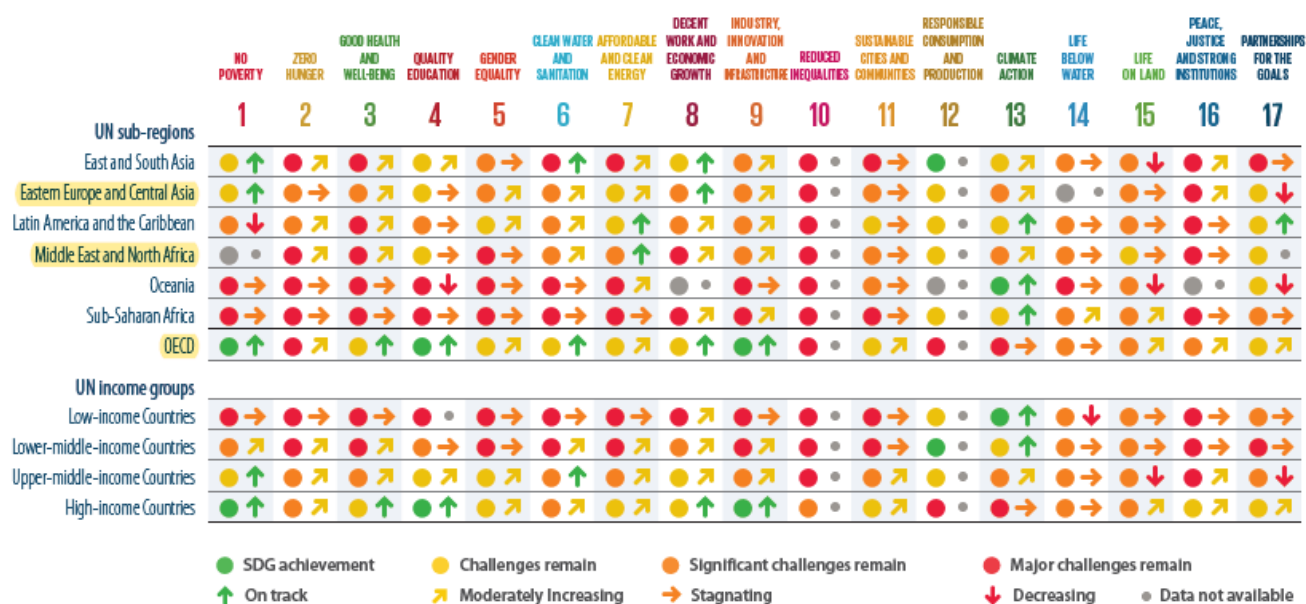 NO POVERTY
ZERO HUNGER
GOOD HEALTH AND WELL-BEING
QUALITY EDUCATION
GENDER EQUALITY
CLEAN WATER AND SANITATION
AFFORDABLE AND CLEAN ENERGY
DECENT WORK AND ECONOMIC GROWTH
INDUSTRY, INNOVATION AND INFRASTRUCTURE
REDUCED INEQUALITIES
SUSTAINABLE CITIES AND COMMUNITIES
RESPONSIBLE CONSUMPTION AND PRODUCTION
CLIMATE ACTION
LIFE BELOW WATER
LIFE ON LAND
PEACE, JUSTICE AND STRONG INSTITUTIONS
PARTNERSHIPS FOR THE GOALS
1 2 3 4 5 6 7 8 9 10 11 12 13 14 15 16 17
UN sub-regions
East and South Asia
Eastern Europe and Central Asia
Latin America and the Caribbean
Middle East and North Africa
Oceania
Sub-Saharan Africa
OECD
UN income groups
Low-income Countries
Lower-middle-income Countries
Upper-middle-income Countries
High-income Countries
SDG achievement Challenges remain Significant challenges remain Major challenges remain
On track Moderately Increasing Stagnating Decreasing Data not available